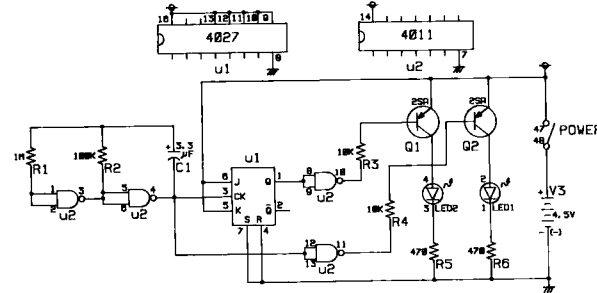 16
13 12 11 10 9
4027
8
u1
14
4011
7
u2
2SA
Q1
2SA
Q2
47
48
POWER
1M
R1
100K
R2
3.3
µF
C1
+
u1
10K
R3
1
2
3
u2
5
6
4
u2
6
J
Q
1
3
CK
5
K
Q
2
S R
7
4
8
9
10
u2
10K
R4
4
3
LED2
2
1
LED1
+
V3
4.5V
(-)
12
13
11
u2
470
R5
470
R6